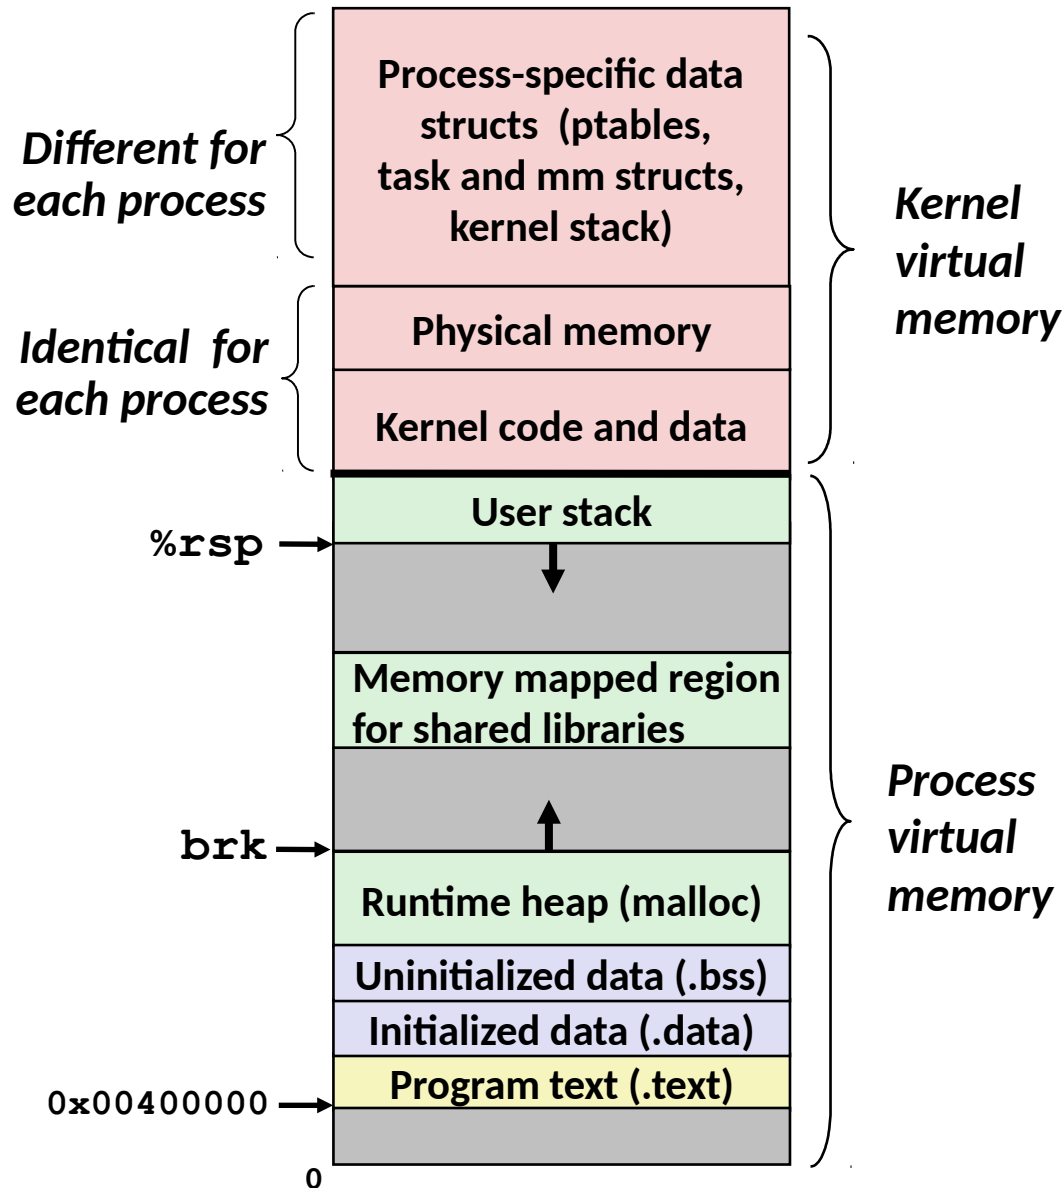 Process-specific data
structs (ptables,
task and mm structs,
kernel stack)
Different for
each process
Kernel
virtual
memory
Physical memory
Identical for
each process
Kernel code and data
User stack
%rsp
Memory mapped region
for shared libraries
Process
virtual
memory
brk
Runtime heap (malloc)
Uninitialized data (.bss)
Initialized data (.data)
Program text (.text)
0x00400000
0